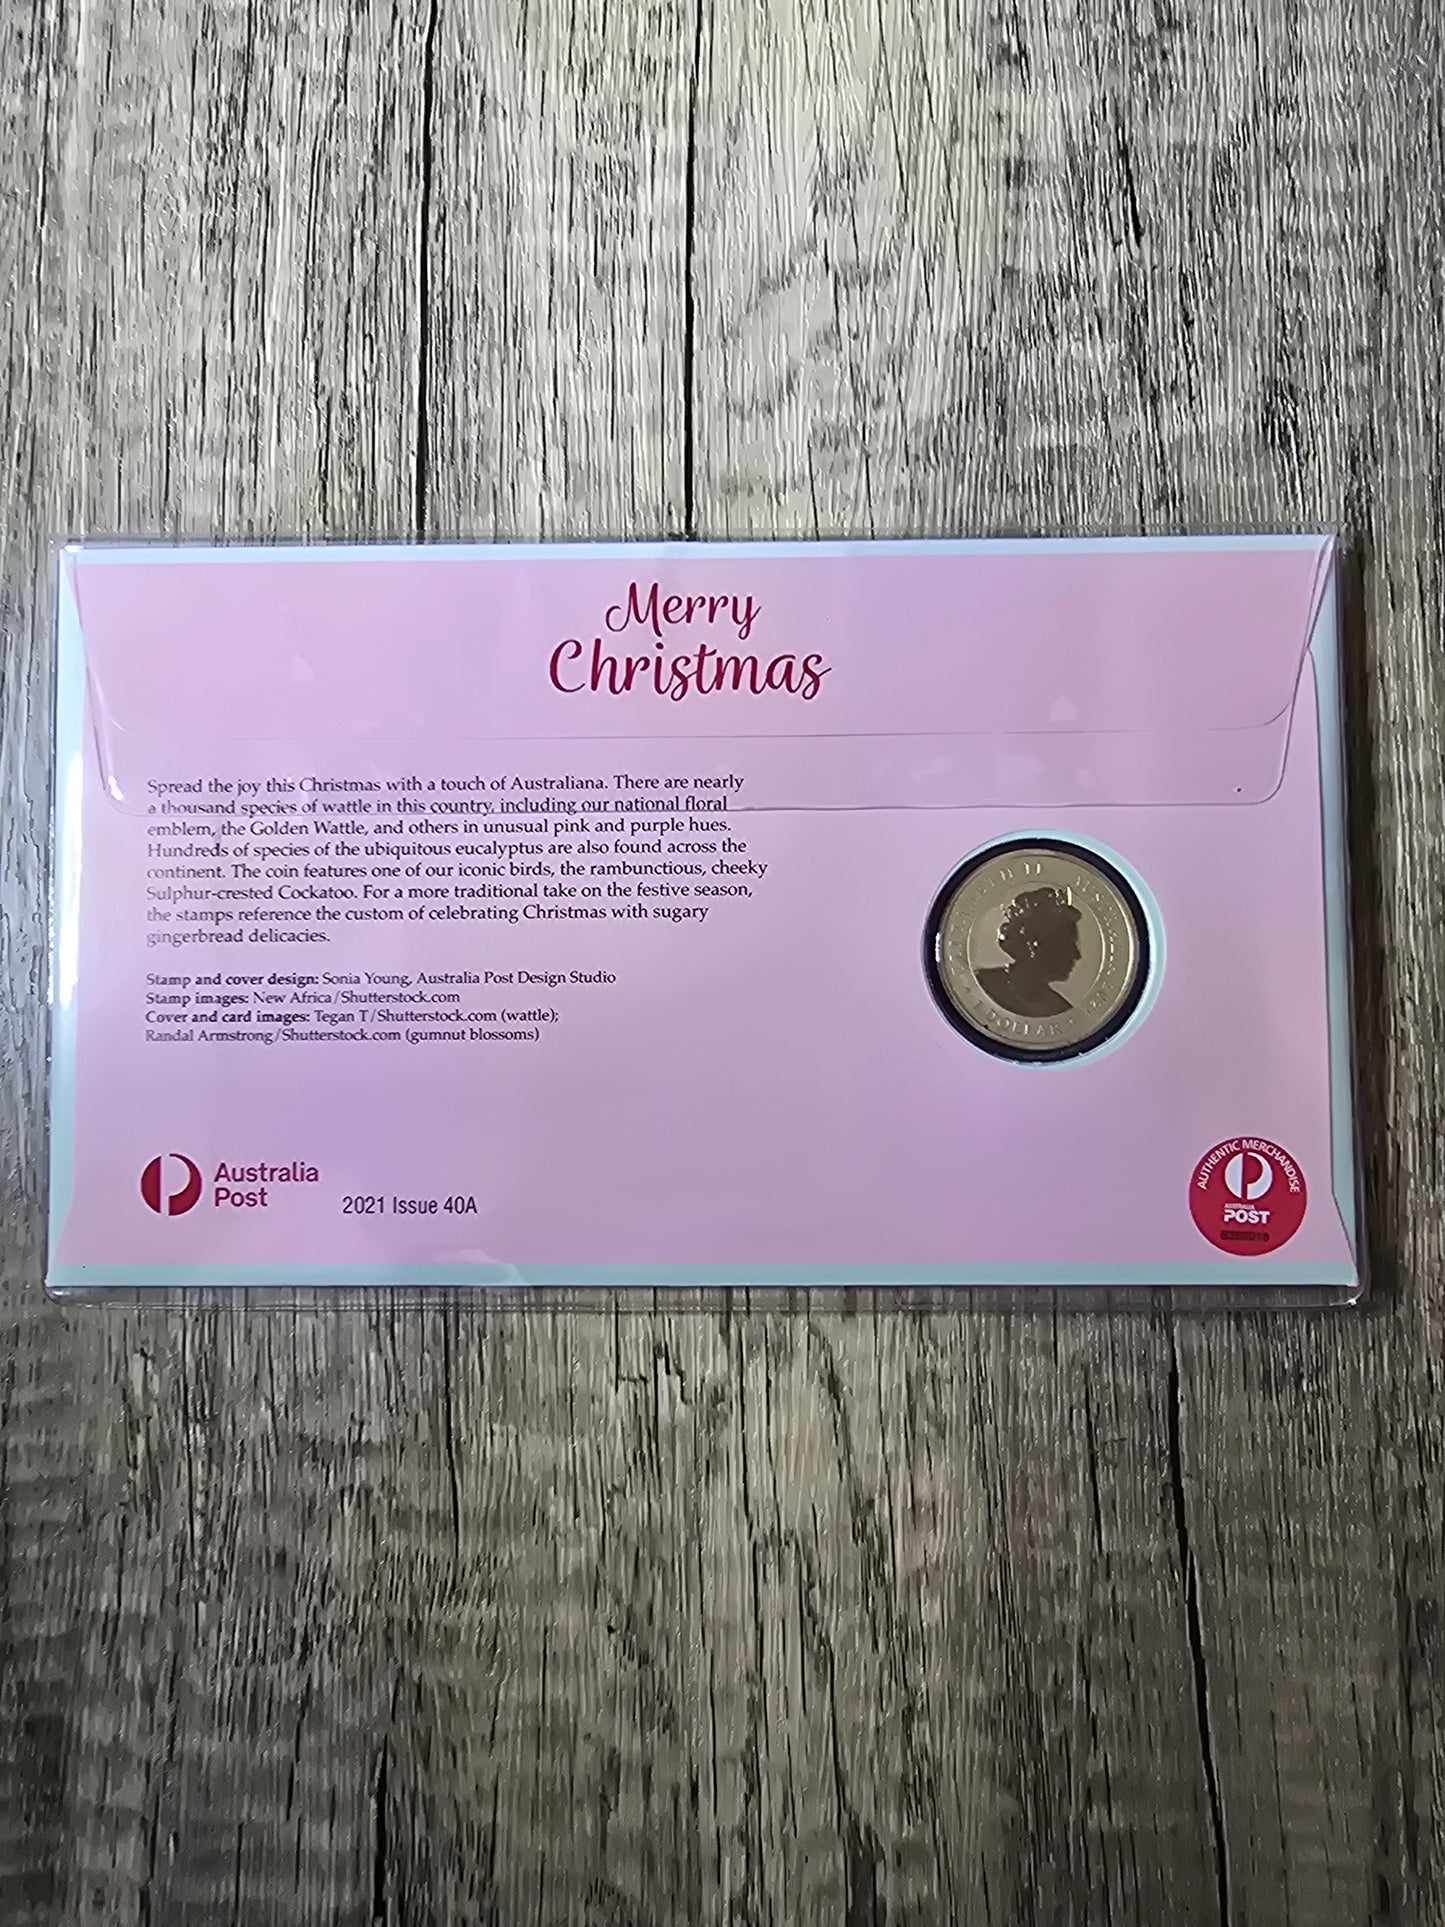 Merry
Christmas
Spread the joy this Christmas with a touch of Australiana. There are nearly
a thousand species of wattle in this country, including our national floral
emblem, the Golden Wattle, and others in unusual pink and purple hues.
Hundreds of species of the ubiquitous eucalyptus are also found across the
continent. The coin features one of our iconic birds, the rambunctious, cheeky
Sulphur-crested Cockatoo. For a more traditional take on the festive season,
the stamps reference the custom of celebrating Christmas with sugary
gingerbread delicacies.
Stamp and cover design: Sonia Young, Australia Post Design Studio
Stamp images: New Africa/Shutterstock.com
Cover and card images: Tegan T/Shutterstock.com (wattle);
Randal Armstrong/Shutterstock.com (gumnut blossoms)
1 DOLLAR
Australia
Post
2021 Issue 40A
AUTHENTIC MERCHANDISE
AUSTRALIA
POST